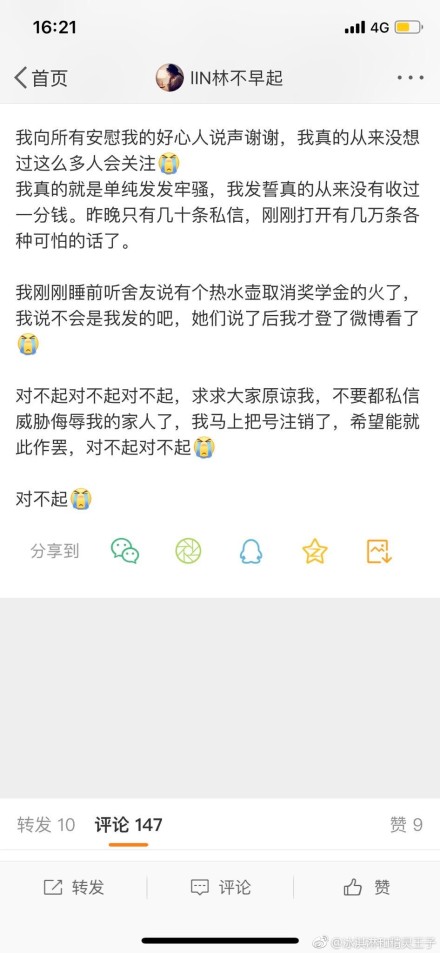 16:21
4G
首页
lIN林不早起
我向所有安慰我的好心人说声谢谢，我真的从来没想
过这么多人会关注😭
我真的就是单纯发发牢骚，我发誓真的从来没有收过
一分钱。昨晚只有几十条私信，刚刚打开有几万条各
种可怕的话了。
我刚刚睡前听舍友说有个热水壶取消奖学金的火了，
我说不会是我发的吧，她们说了后我才登了微博看了
😭
对不起对不起对不起，求求大家原谅我，不要都私信
威胁侮辱我的家人了，我马上把号注销了，希望能就
此作罢，对不起对不起😭
对不起😭
分享到
转发 10 评论 147 赞 9
转发 评论 赞